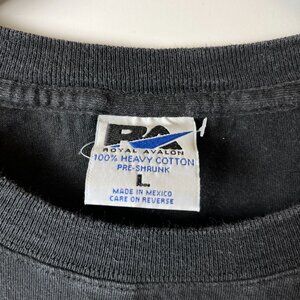 RA
ROYAL AVALON
100% HEAVY COTTON
PRE-SHRUNK
L
MADE IN MEXICO
CARE ON REVERSE